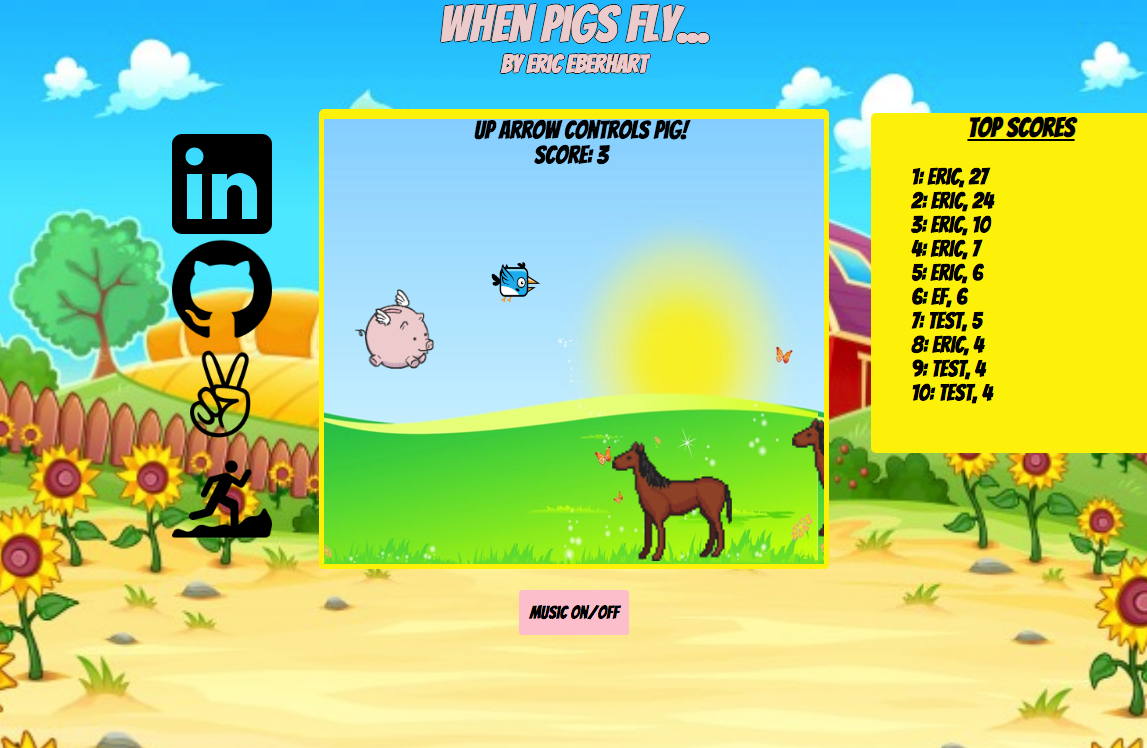 WHEN PIGS FLY...
BY ERIC EBERHART
UP ARROW CONTROLS PIG!
SCORE: 3
in
TOP SCORES
1: ERIC, 27
2: ERIC, 24
3: ERIC, 10
4: ERIC, 7
5: ERIC, 6
6: EF, 6
7: TEST, 5
8: ERIC, 4
9: TEST, 4
10: TEST, 4
MUSIC ON/OFF